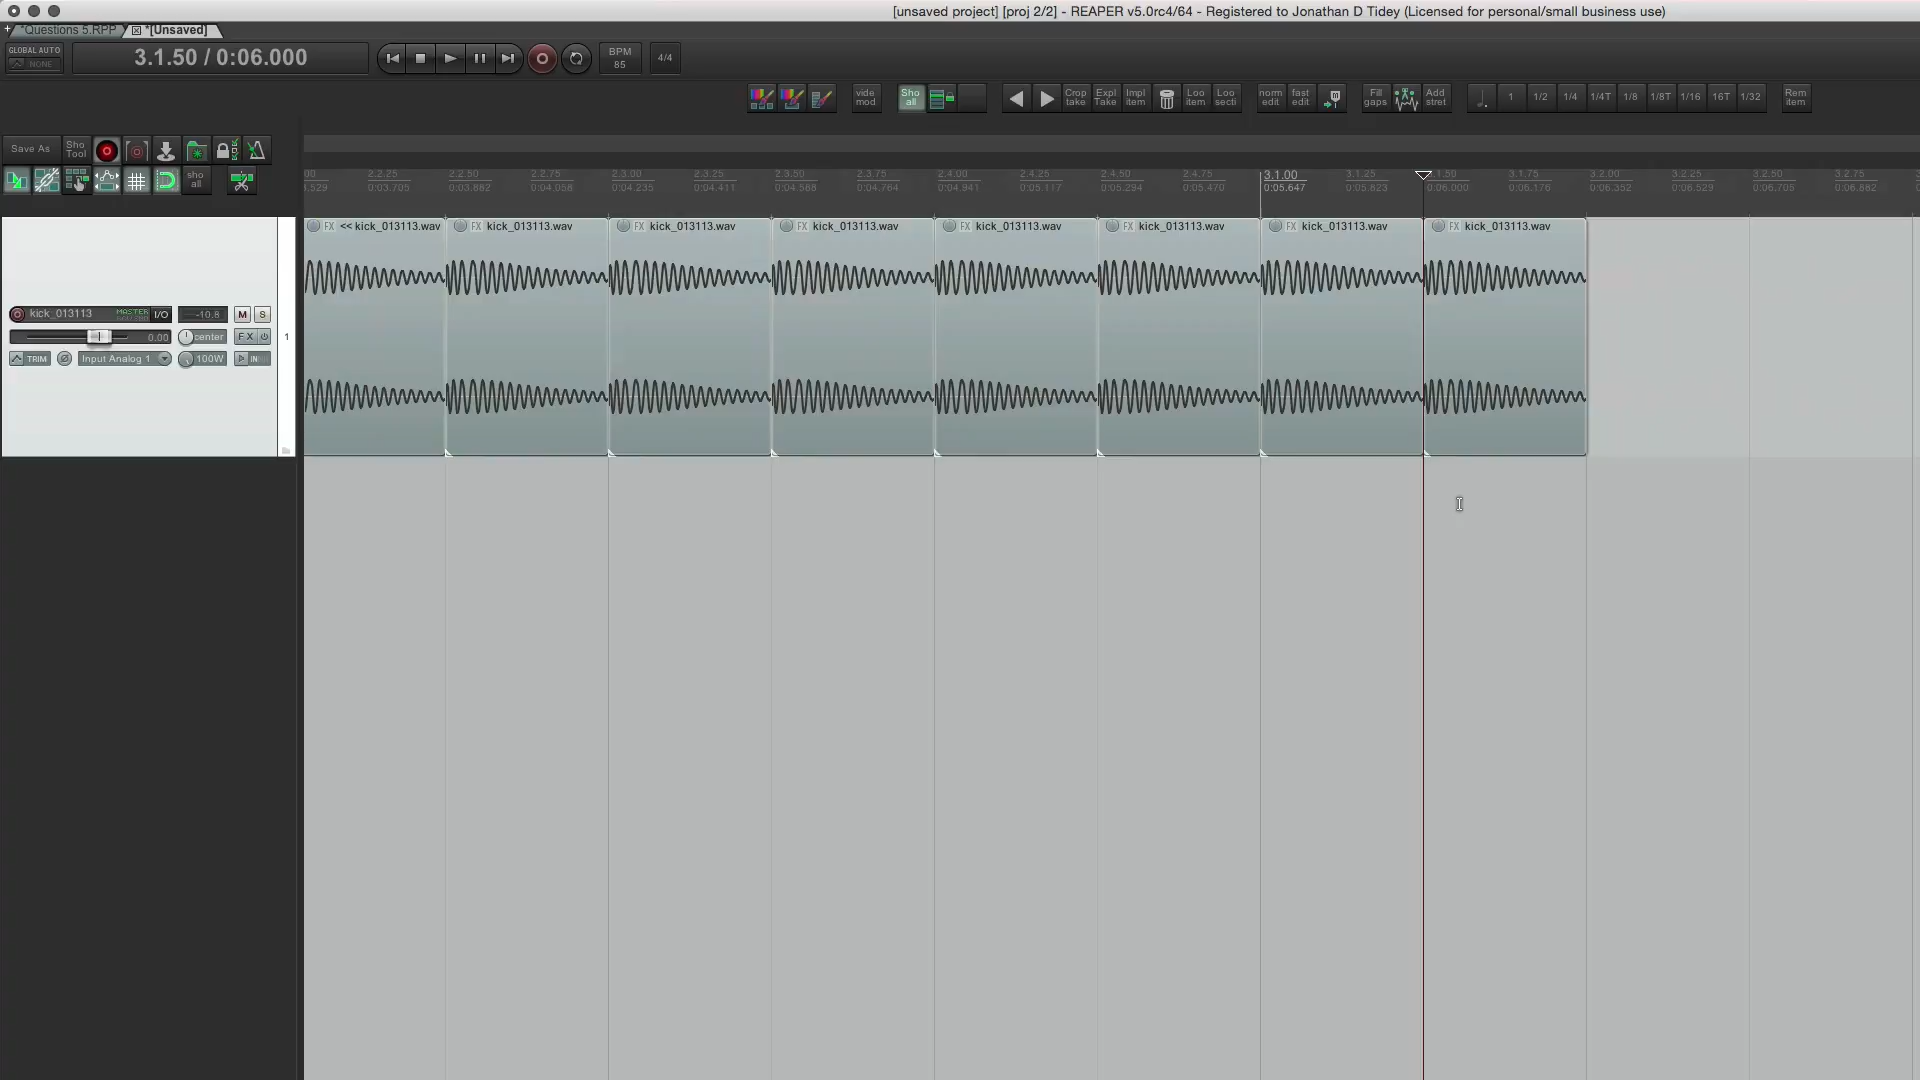 [unsaved project] [proj 2/2] - REAPER v5.0rc4/64 - Registered to Jonathan D Tidey (Licensed for personal/small business use)
+ *Questions 5.RPP *[Unsaved]
GLOBAL AUTO
NONE
3.1.50 / 0:06.000
BPM
85
4/4
vide
mod
Sho
all
Crop
take
Expl
Take
Impl
item
Loo
item
Loo
secti
norm
edit
fast
edit
Fill
gaps
Add
stret
1 1/2 1/4 1/4T 1/8 1/8T 1/16 16T 1/32
Rem
item
Save As
Sho
Tool
sho
all
2.2.25 2.2.50 2.2.75 2.3.00 2.3.25 2.3.50 2.3.75 2.4.00 2.4.25 2.4.50 2.4.75 3.1.00 3.1.25 1.50 3.1.75 3.2.00 3.2.25 3.2.50 3.2.75
3.529 0:03.705 0:03.882 0:04.058 0:04.235 0:04.411 0:04.588 0:04.764 0:04.941 0:05.117 0:05.294 0:05.470 0:05.647 0:05.823 0:06.000 0:06.176 0:06.352 0:06.529 0:06.705 0:06.882
FX << kick_013113.wav FX kick_013113.wav FX kick_013113.wav FX kick_013113.wav FX kick_013113.wav FX kick_013113.wav FX kick_013113.wav FX kick_013113.wav
kick_013113 MASTER I/O -10.8 M S
0.00 center FX 1
TRIM Input Analog 1 100W IN